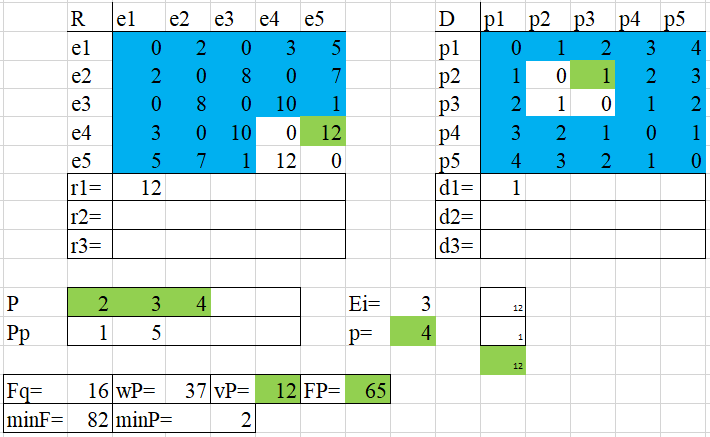 R e1 e2 e3 e4 e5 D p1 p2 p3 p4 p5
e1 0 2 0 3 5 p1 0 1 2 3 4
e2 2 0 8 0 7 p2 1 0 1 2 3
e3 0 8 0 10 1 p3 2 1 0 1 2
e4 3 0 10 0 12 p4 3 2 1 0 1
e5 5 7 1 12 0 p5 4 3 2 1 0
r1= 12 d1= 1
r2= d2=
r3= d3=
P 2 3 4 Ei= 3 12
Pp 1 5 p= 4 1
12
Fq= 16 wP= 37 vP= 12 FP= 65
minF= 82 minP= 2